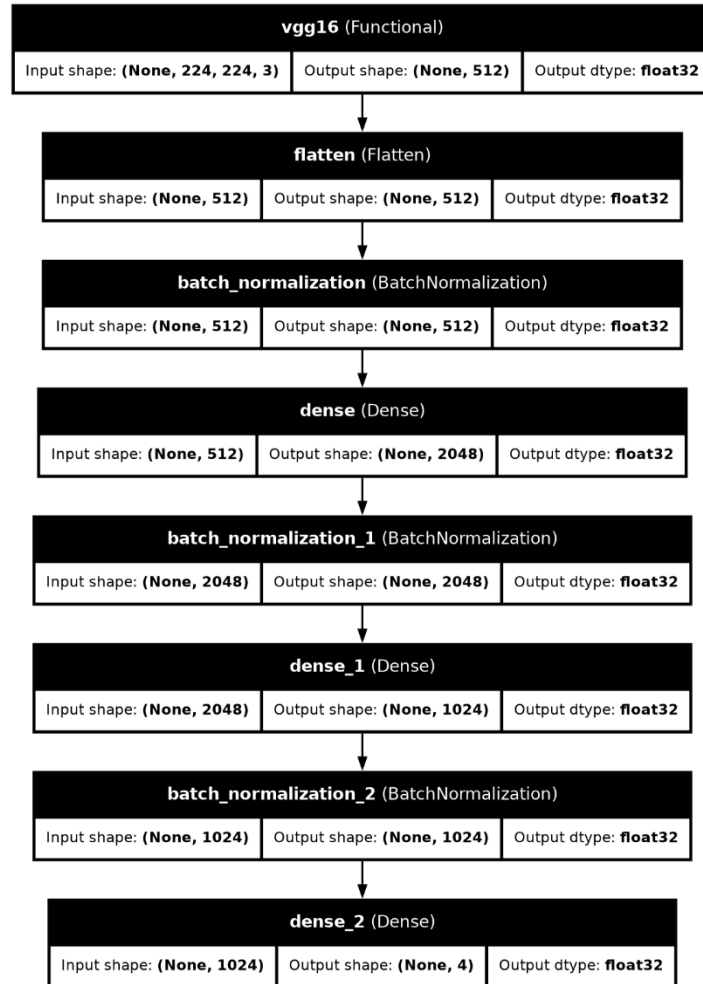 vgg16 (Functional)
Input shape: (None, 224, 224, 3) Output shape: (None, 512) Output dtype: float32
flatten (Flatten)
Input shape: (None, 512) Output shape: (None, 512) Output dtype: float32
batch_normalization (BatchNormalization)
Input shape: (None, 512) Output shape: (None, 512) Output dtype: float32
dense (Dense)
Input shape: (None, 512) Output shape: (None, 2048) Output dtype: float32
batch_normalization_1 (BatchNormalization)
Input shape: (None, 2048) Output shape: (None, 2048) Output dtype: float32
dense_1 (Dense)
Input shape: (None, 2048) Output shape: (None, 1024) Output dtype: float32
batch_normalization_2 (BatchNormalization)
Input shape: (None, 1024) Output shape: (None, 1024) Output dtype: float32
dense_2 (Dense)
Input shape: (None, 1024) Output shape: (None, 4) Output dtype: float32